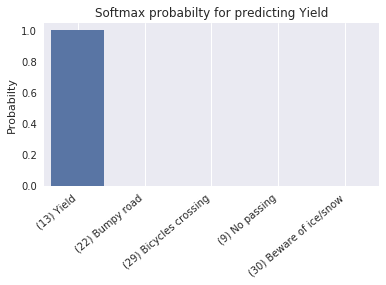 Softmax probabilty for predicting Yield
Probabilty
1.0
0.8
0.6
0.4
0.2
0.0
(13) Yield
(22) Bumpy road
(29) Bicycles crossing
(9) No passing
(30) Beware of ice/snow